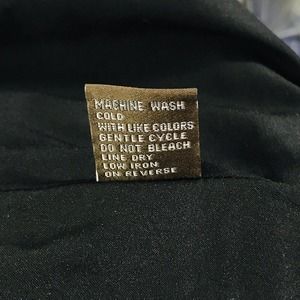 MACHINE WASH
COLD
WITH LIKE COLORS
GENTLE CYCLE
DO NOT BLEACH
LINE DRY
LOW IRON
ON REVERSE